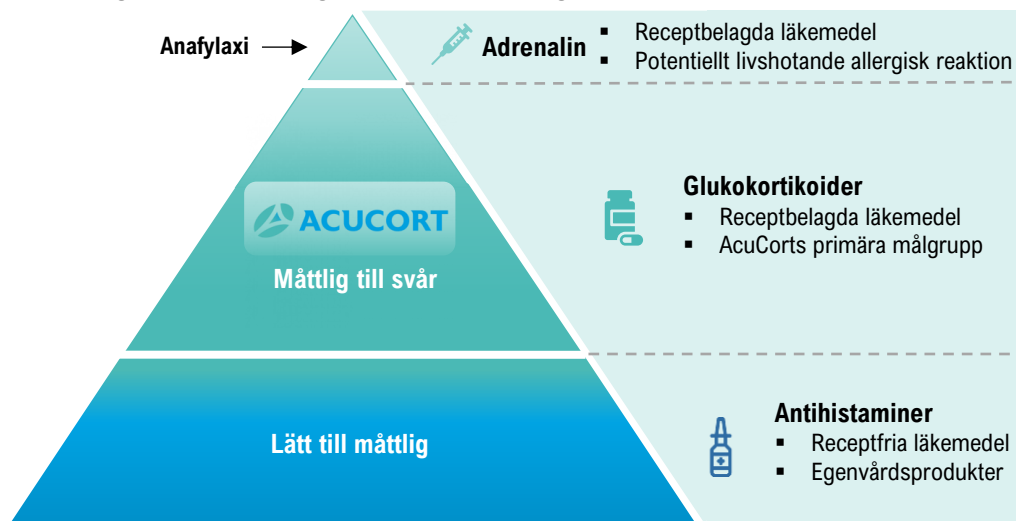 Anafylaxi
Adrenalin
▪ Receptbelagda läkemedel
▪ Potentiellt livshotande allergisk reaktion
ACUCORT
Måttlig till svår
Glukokortikoider
▪ Receptbelagda läkemedel
▪ AcuCorts primära målgrupp
Lätt till måttlig
Antihistaminer
▪ Receptfria läkemedel
▪ Egenvårdsprodukter